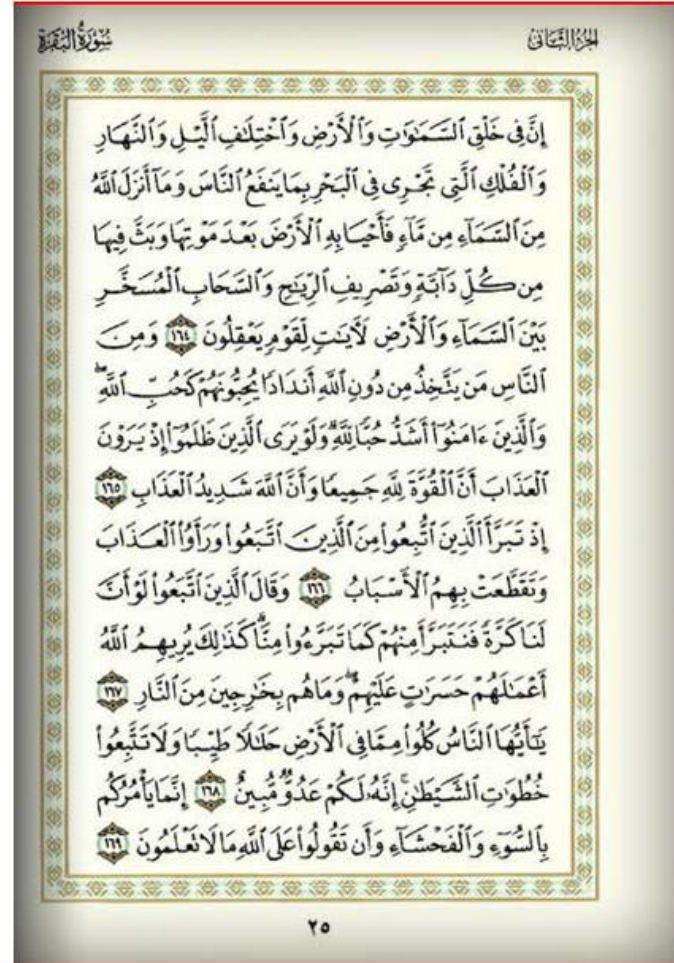 سُورَةُ البَقَرَةِ
الجزء الثاني
إِنَّ فِي خَلْقِ ٱلسَّمَٰوَٰتِ وَٱلْأَرْضِ وَٱخْتِلَٰفِ ٱلَّيْلِ وَٱلنَّهَارِ
وَٱلْفُلْكِ ٱلَّتِي تَجْرِي فِي ٱلْبَحْرِ بِمَا يَنفَعُ ٱلنَّاسَ وَمَآ أَنزَلَ ٱللَّهُ
مِنَ ٱلسَّمَآءِ مِن مَّآءٍ فَأَحْيَا بِهِ ٱلْأَرْضَ بَعْدَ مَوْتِهَا وَبَثَّ فِيهَا
مِن كُلِّ دَآبَّةٍ وَتَصْرِيفِ ٱلرِّيَٰحِ وَٱلسَّحَابِ ٱلْمُسَخَّرِ
بَيْنَ ٱلسَّمَآءِ وَٱلْأَرْضِ لَأَيَٰتٍ لِّقَوْمٍ يَعْقِلُونَ ١٦٤ وَمِنَ
ٱلنَّاسِ مَن يَتَّخِذُ مِن دُونِ ٱللَّهِ أَندَادًا يُحِبُّونَهُمْ كَحُبِّ ٱللَّهِۖ
وَٱلَّذِينَ ءَامَنُوٓا۟ أَشَدُّ حُبًّا لِّلَّهِۗ وَلَوْ يَرَى ٱلَّذِينَ ظَلَمُوٓا۟ إِذْ يَرَوْنَ
ٱلْعَذَابَ أَنَّ ٱلْقُوَّةَ لِلَّهِ جَمِيعًا وَأَنَّ ٱللَّهَ شَدِيدُ ٱلْعَذَابِ ١٦٥
إِذْ تَبَرَّأَ ٱلَّذِينَ ٱتُّبِعُوا۟ مِنَ ٱلَّذِينَ ٱتَّبَعُوا۟ وَرَأَوُا۟ ٱلْعَذَابَ
وَتَقَطَّعَتْ بِهِمُ ٱلْأَسْبَابُ ١٦٦ وَقَالَ ٱلَّذِينَ ٱتَّبَعُوا۟ لَوْ أَنَّ
لَنَا كَرَّةً فَنَتَبَرَّأَ مِنْهُمْ كَمَا تَبَرَّءُوا۟ مِنَّاۗ كَذَٰلِكَ يُرِيهِمُ ٱللَّهُ
أَعْمَٰلَهُمْ حَسَرَٰتٍ عَلَيْهِمْۖ وَمَا هُم بِخَٰرِجِينَ مِنَ ٱلنَّارِ ١٦٧
يَٰٓأَيُّهَا ٱلنَّاسُ كُلُوا۟ مِمَّا فِي ٱلْأَرْضِ حَلَٰلًا طَيِّبًا وَلَا تَتَّبِعُوا۟
خُطُوَٰتِ ٱلشَّيْطَٰنِۚ إِنَّهُۥ لَكُمْ عَدُوٌّ مُّبِينٌ ١٦٨ إِنَّمَا يَأْمُرُكُم
بِٱلسُّوٓءِ وَٱلْفَحْشَآءِ وَأَن تَقُولُوا۟ عَلَى ٱللَّهِ مَا لَا تَعْلَمُونَ ١٦٩
٢٥